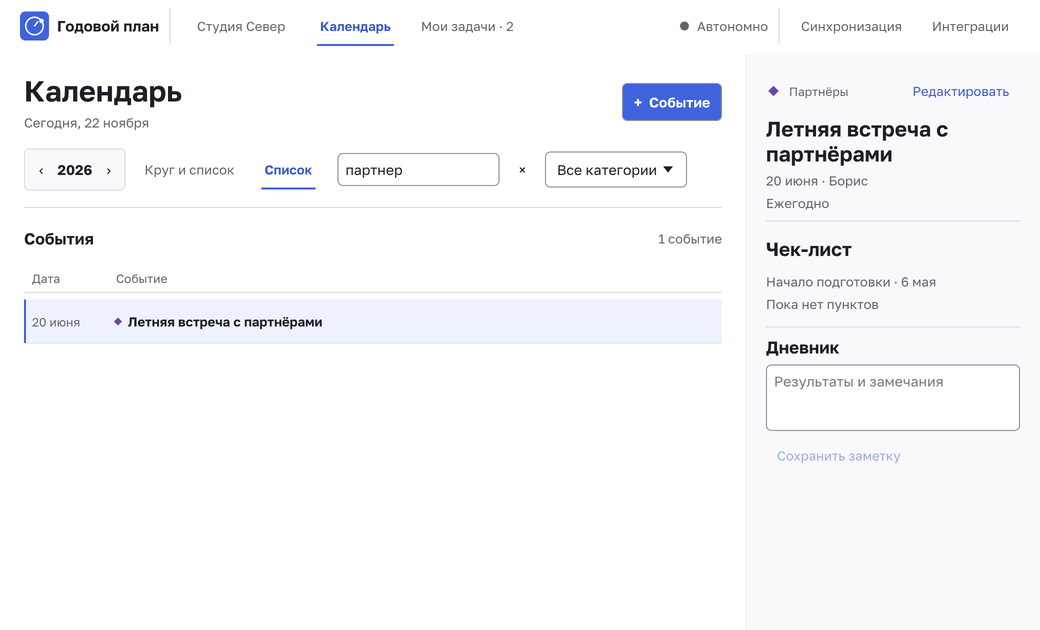 Годовой план
Студия Север
Календарь
Мои задачи · 2
Автономно
Синхронизация
Интеграции
Календарь
Сегодня, 22 ноября
+ Событие
‹ 2026 ›
Круг и список
Список
партнер
×
Все категории
События
1 событие
Дата
Событие
20 июня
Летняя встреча с партнёрами
Партнёры
Редактировать
Летняя встреча с
партнёрами
20 июня · Борис
Ежегодно
Чек-лист
Начало подготовки · 6 мая
Пока нет пунктов
Дневник
Результаты и замечания
Сохранить заметку